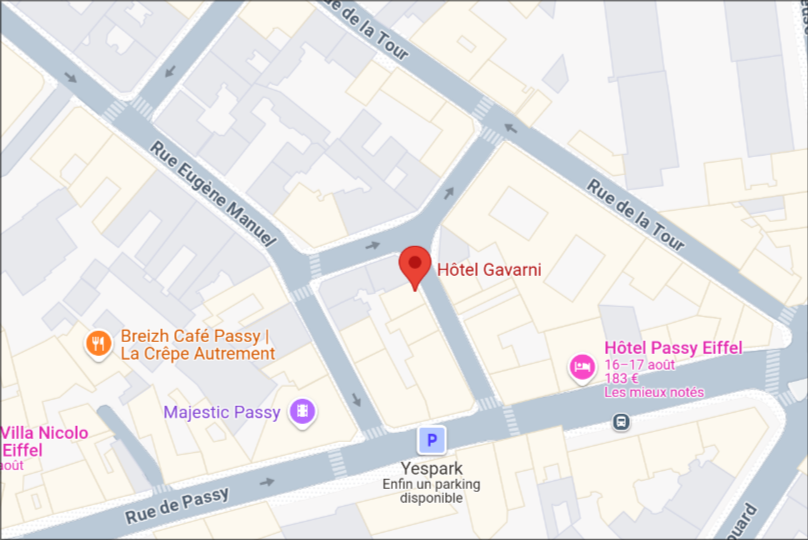 e de la Tour
Rue Eugène Manuel
Rue de la Tour
Hôtel Gavarni
Breizh Café Passy |
La Crêpe Autrement
Hôtel Passy Eiffel
16–17 août
183 €
Les mieux notés
Majestic Passy
Villa Nicolo
Eiffel
août
P
Yespark
Enfin un parking
disponible
Rue de Passy
ouard